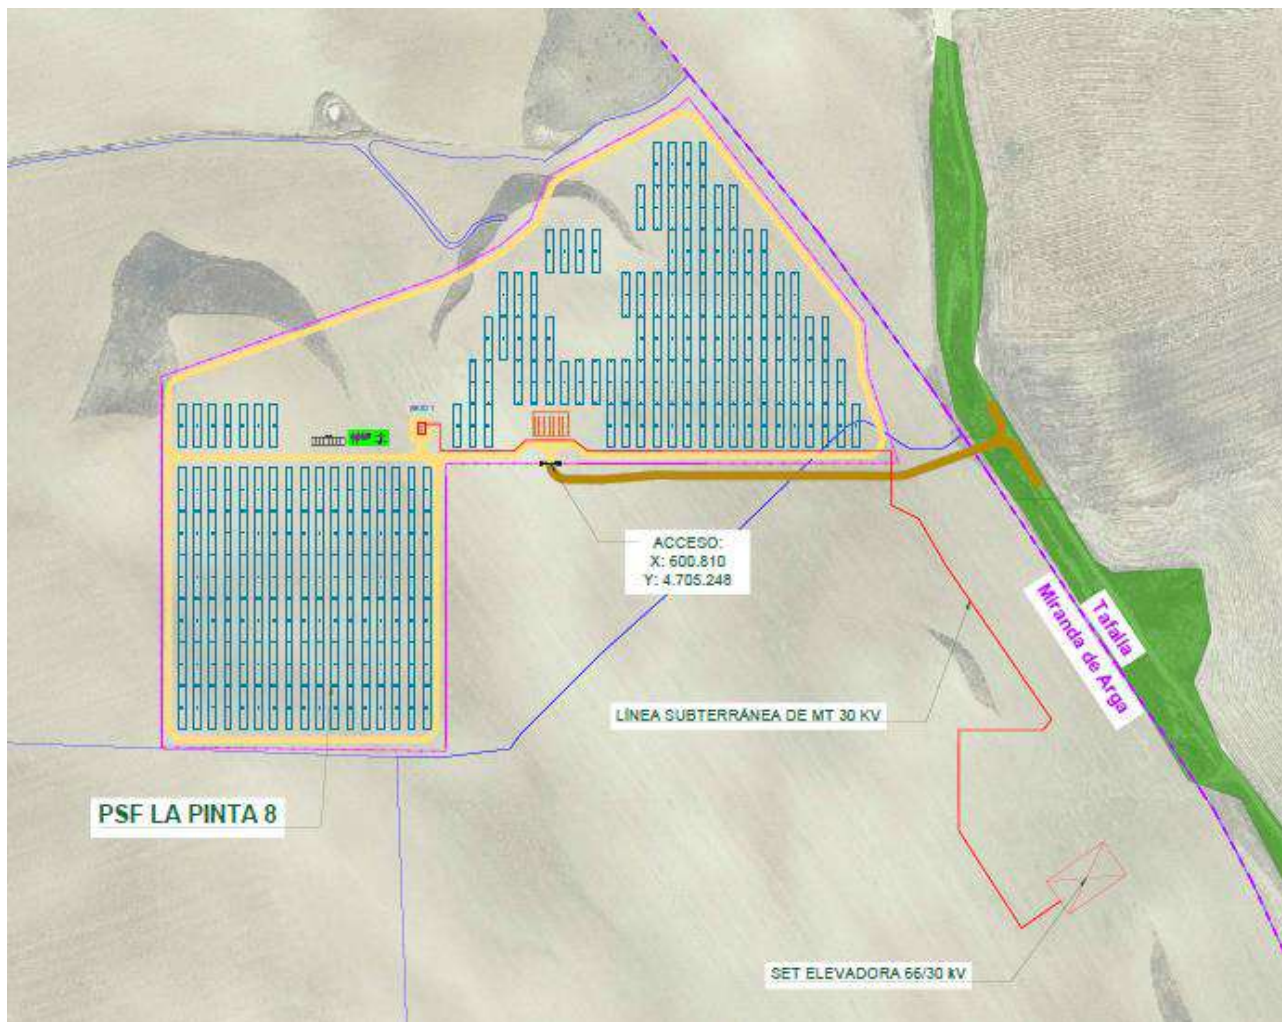 ACCESO:
X: 600.810
Y: 4.705.248
Tafalla
Miranda de Arga
LÍNEA SUBTERRÁNEA DE MT 30 KV
PSF LA PINTA 8
SET ELEVADORA 66/30 kV